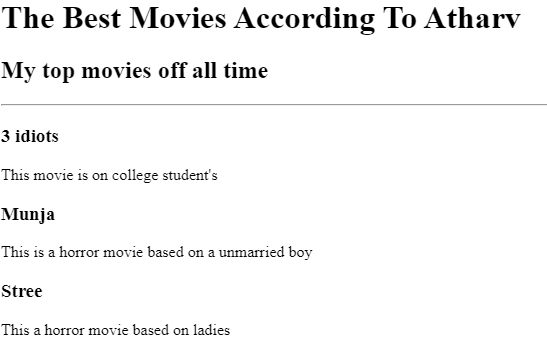 The Best Movies According To Atharv
My top movies off all time
3 idiots
This movie is on college student's
Munja
This is a horror movie based on a unmarried boy
Stree
This a horror movie based on ladies